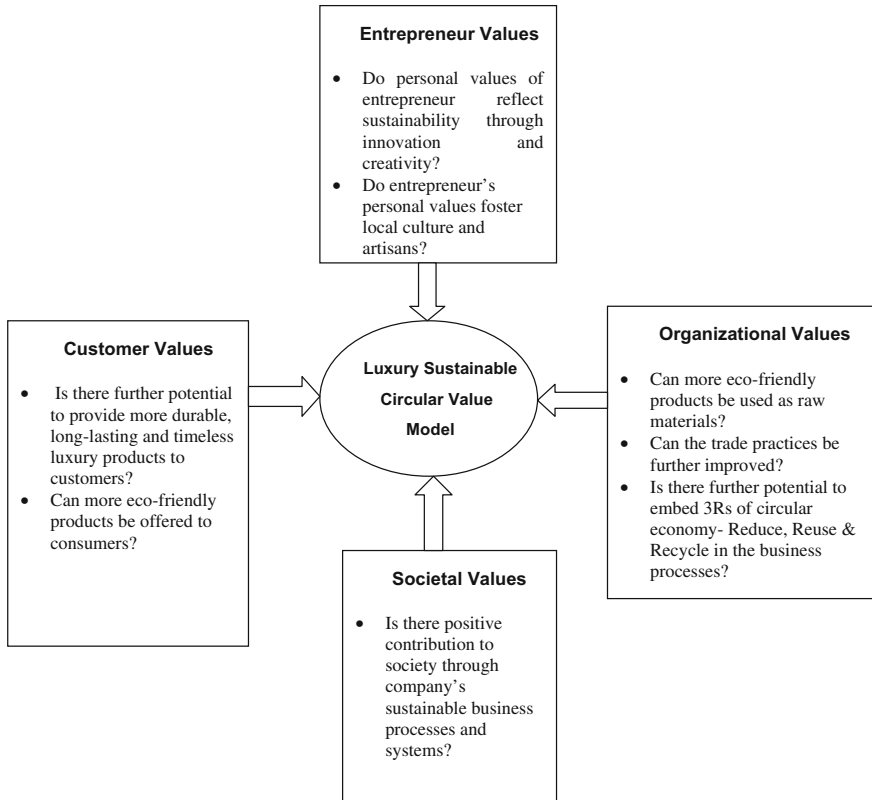 Entrepreneur Values
• Do personal values of
entrepreneur reflect
sustainability through
innovation and
creativity?
• Do entrepreneur's
personal values foster
local culture and
artisans?
Customer Values
• Is there further potential
to provide more durable,
long-lasting and timeless
luxury products to
customers?
• Can more eco-friendly
products be offered to
consumers?
Luxury Sustainable
Circular Value
Model
Organizational Values
• Can more eco-friendly
products be used as raw
materials?
• Can the trade practices be
further improved?
• Is there further potential to
embed 3Rs of circular
economy- Reduce, Reuse &
Recycle in the business
processes?
Societal Values
• Is there positive
contribution to
society through
company's
sustainable business
processes and
systems?